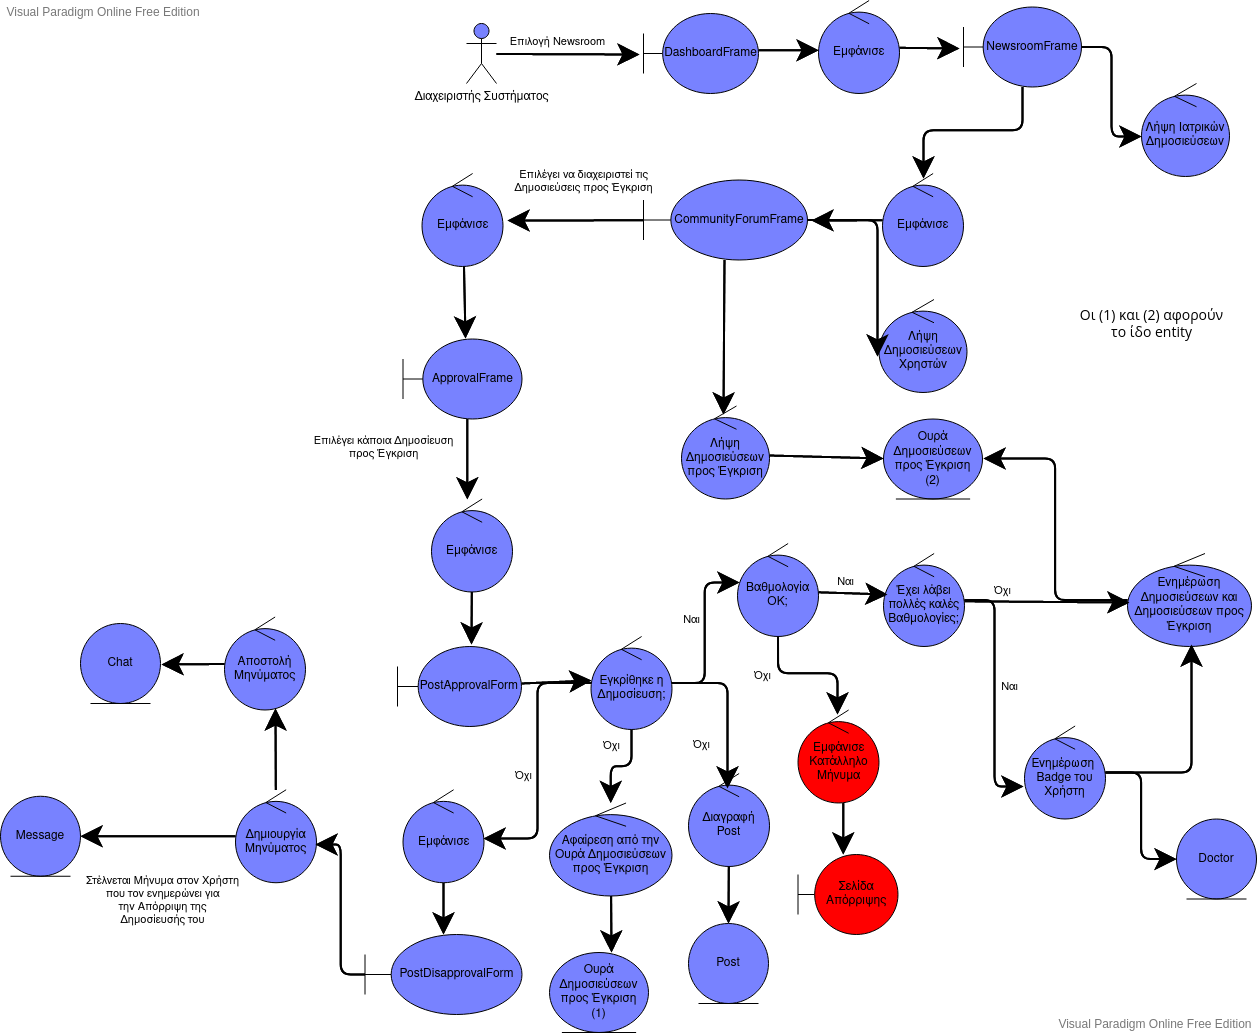 Visual Paradigm Online Free Edition
Επιλογή Newsroom
DashboardFrame
Εμφάνισε
NewsroomFrame
Διαχειριστής Συστήματος
Λήψη Ιατρικών
Δημοσιεύσεων
Επιλέγει να διαχειριστεί τις
Δημοσιεύσεις προς Έγκριση
Εμφάνισε
CommunityForumFrame
Εμφάνισε
Οι (1) και (2) αφορούν
το ίδο entity
Λήψη
Δημοσιεύσεων
Χρηστών
ApprovalFrame
Επιλέγει κάποια Δημοσίευση
προς Έγκριση
Λήψη
Δημοσιεύσεων
προς Έγκριση
Ουρά
Δημοσιεύσεων
προς Έγκριση
(2)
Εμφάνισε
Βαθμολογία
ΟΚ;
Ναι
Έχει λάβει
πολλές καλές
Βαθμολογίες;
Όχι
Ενημέρωση
Δημοσιεύσεων και
Δημοσιεύσεων προς
Έγκριση
Ναι
Chat
Αποστολή
Μηνύματος
PostApprovalForm
Εγκρίθηκε η
Δημοσίευση;
Όχι
Ναι
Όχι
Όχι
Όχι
Εμφάνισε
Κατάλληλο
Μήνυμα
Ενημέρωση
Badge του
Χρήστη
Message
Δημιουργία
Μηνύματος
Εμφάνισε
Αφαίρεση από την
Ουρά Δημοσιεύσεων
προς Έγκριση
Διαγραφή
Post
Doctor
Στέλνεται Μήνυμα στον Χρήστη
που τον ενημερώνει για
την Απόρριψη της
Δημοσίευσής του
Σελίδα
Απόρριψης
PostDisapprovalForm
Ουρά
Δημοσιεύσεων
προς Έγκριση
(1)
Post
Visual Paradigm Online Free Edition